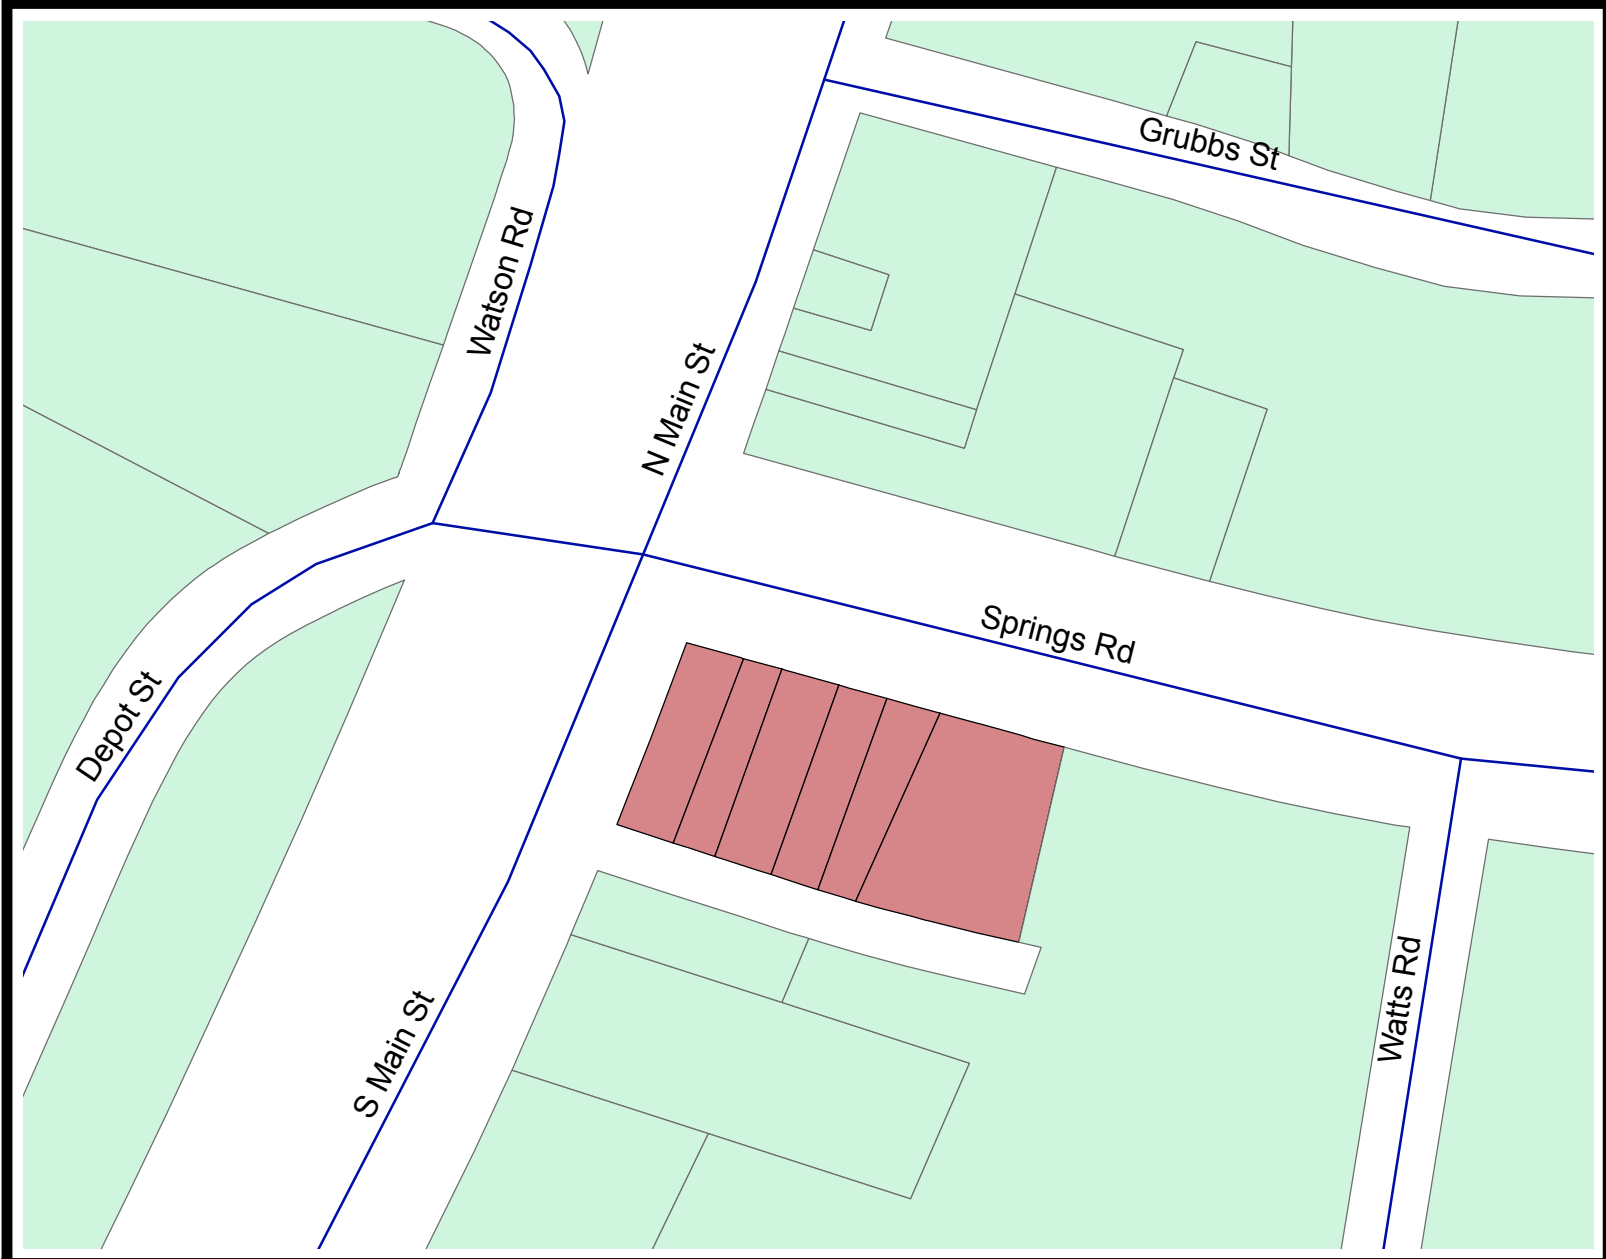 Grubbs St
Watson Rd
N Main St
Springs Rd
Depot St
Watts Rd
S Main St